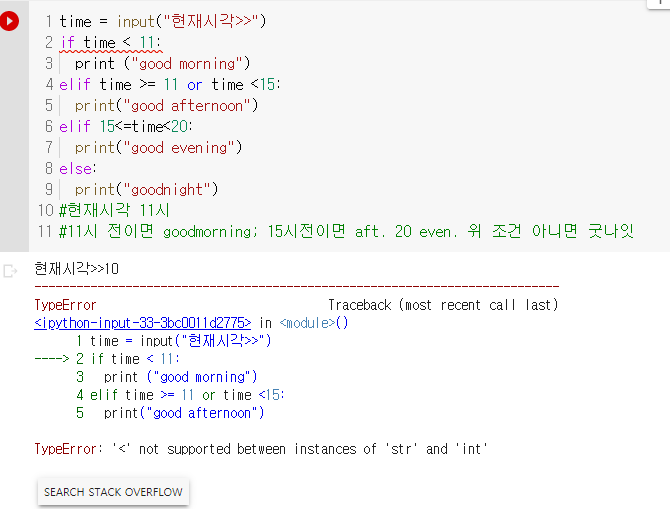 1 time = input("현재시각>>")
2 if time < 11:
3 print ("good morning")
4 elif time >= 11 or time <15:
5 print("good afternoon")
6 elif 15<=time<20:
7 print("good evening")
8 else:
9 print("goodnight")
10 #현재시각 11시
11 #11시 전이면 goodmorning; 15시전이면 aft. 20 even. 위 조건 아니면 굿나잇
현재시각>>10
---------------------------------------------------------------------------
TypeError Traceback (most recent call last)
<ipython-input-33-3bc0011d2775> in <module>()
1 time = input("현재시각>>")
----> 2 if time < 11:
3 print ("good morning")
4 elif time >= 11 or time <15:
5 print("good afternoon")
TypeError: '<' not supported between instances of 'str' and 'int'
SEARCH STACK OVERFLOW